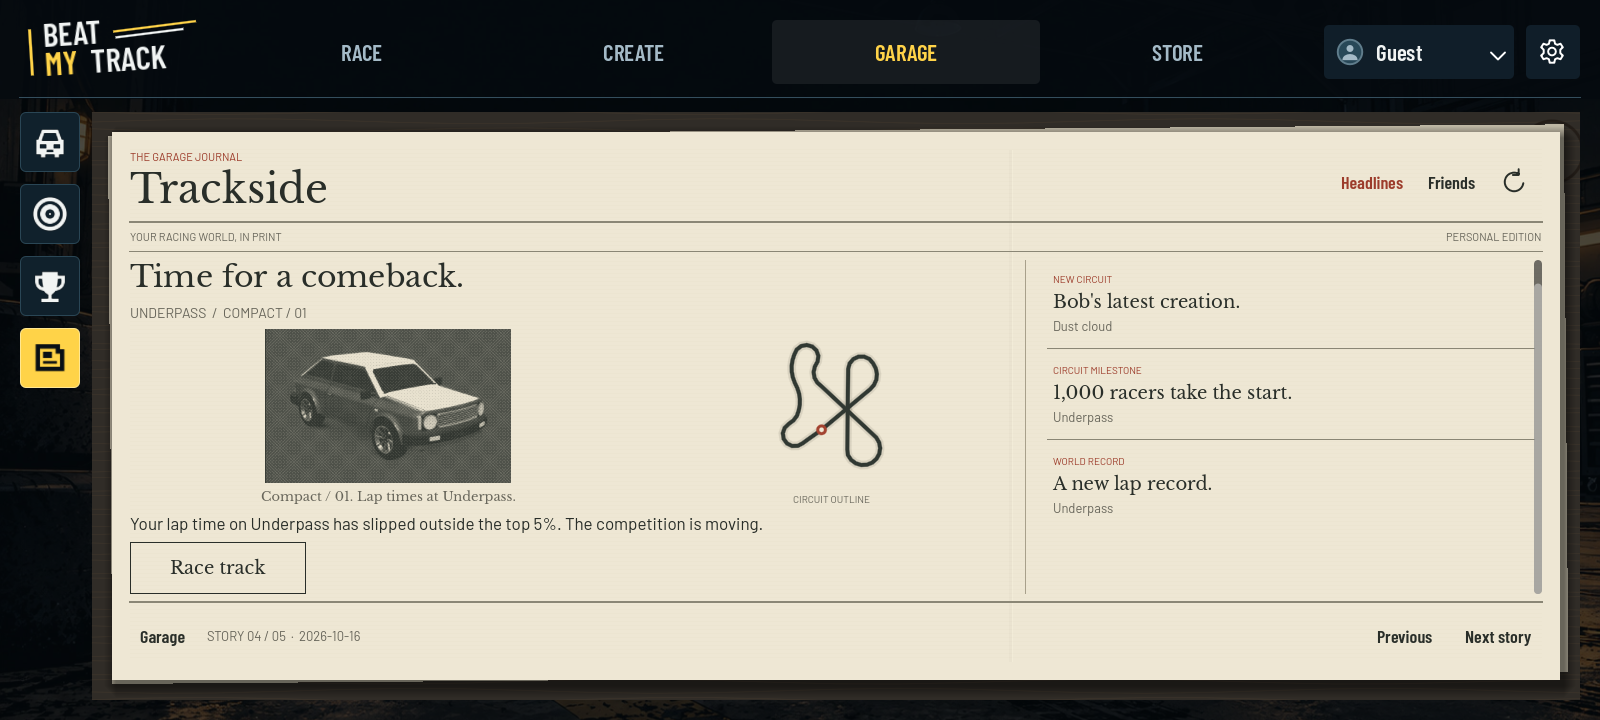 BEAT
MY TRACK
RACE
CREATE
GARAGE
STORE
Guest
THE GARAGE JOURNAL
Trackside
Headlines
Friends
YOUR RACING WORLD, IN PRINT
PERSONAL EDITION
Time for a comeback.
UNDERPASS / COMPACT / 01
Compact / 01. Lap times at Underpass.
CIRCUIT OUTLINE
Your lap time on Underpass has slipped outside the top 5%. The competition is moving.
Race track
NEW CIRCUIT
Bob's latest creation.
Dust cloud
CIRCUIT MILESTONE
1,000 racers take the start.
Underpass
WORLD RECORD
A new lap record.
Underpass
Garage
STORY 04 / 05 · 2026-10-16
Previous
Next story